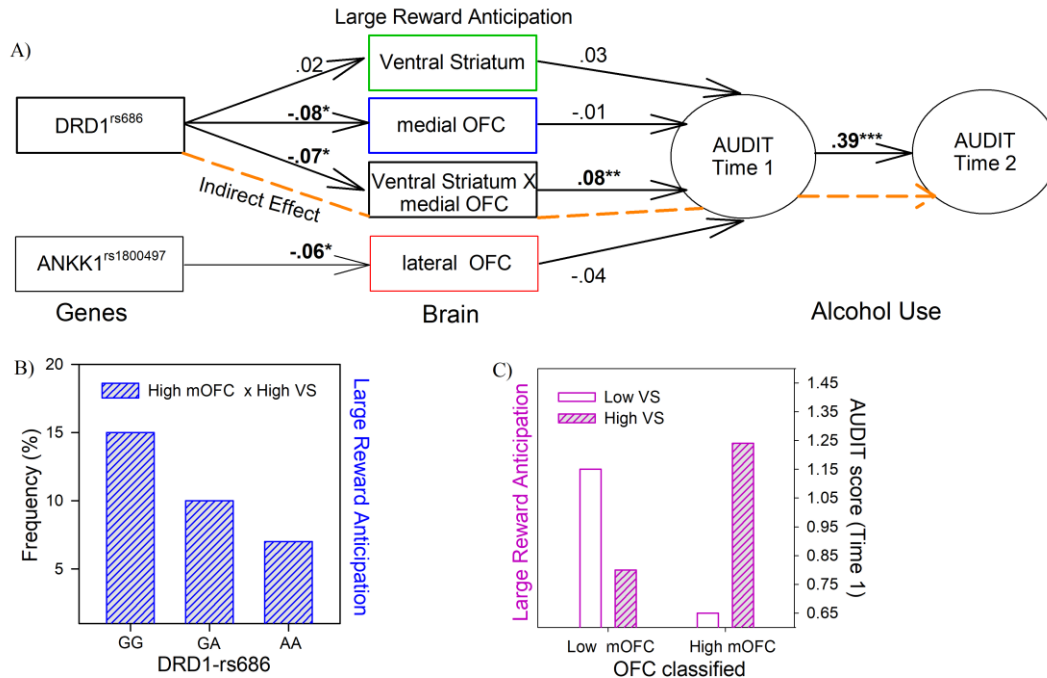 Large Reward Anticipation
A)
Ventral Striatum
.02
.03
DRD1rs686
-.08*
medial OFC
-.01
-.07*
AUDIT
Time 1
.39***
AUDIT
Time 2
Indirect Effect
Ventral Striatum X
medial OFC
.08**
ANKK1rs1800497
-.06*
lateral OFC
-.04
Genes
Brain
Alcohol Use
B)
20
15
10
5
Frequency (%)
High mOFC x High VS
Large Reward Anticipation
GG
GA
AA
DRD1-rs686
C)
Large Reward Anticipation
Low VS
High VS
1.45
1.35
1.25
1.15
1.05
0.95
0.85
0.75
0.65
AUDIT score (Time 1)
Low mOFC
High mOFC
OFC classified